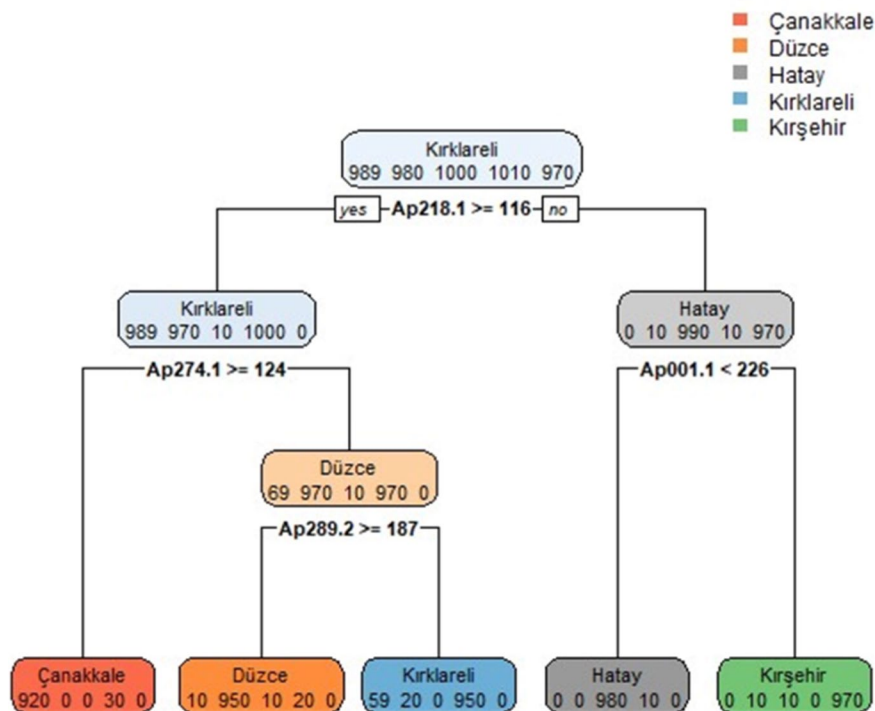 Çanakkale
Düzce
Hatay
Kırklareli
Kırşehir
Kırklareli
989 980 1000 1010 970
yes Ap218.1 >= 116 no
Kırklareli
989 970 10 1000 0
Hatay
0 10 990 10 970
Ap274.1 >= 124
Ap001.1 < 226
Düzce
69 970 10 970 0
Ap289.2 >= 187
Çanakkale
920 0 0 30 0
Düzce
10 950 10 20 0
Kırklareli
59 20 0 950 0
Hatay
0 0 980 10 0
Kırşehir
0 10 10 0 970